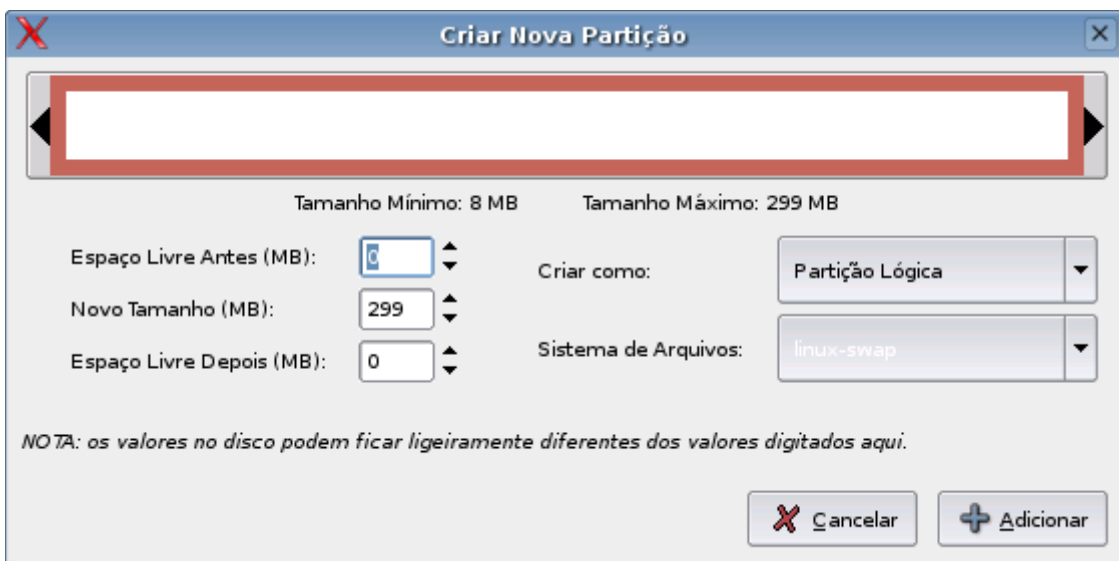 Criar Nova Partição
Tamanho Mínimo: 8 MB Tamanho Máximo: 299 MB
Espaço Livre Antes (MB): 0
Criar como: Partição Lógica
Novo Tamanho (MB): 299
Sistema de Arquivos: linux-swap
Espaço Livre Depois (MB): 0
NOTA: os valores no disco podem ficar ligeiramente diferentes dos valores digitados aqui.
Cancelar Adicionar